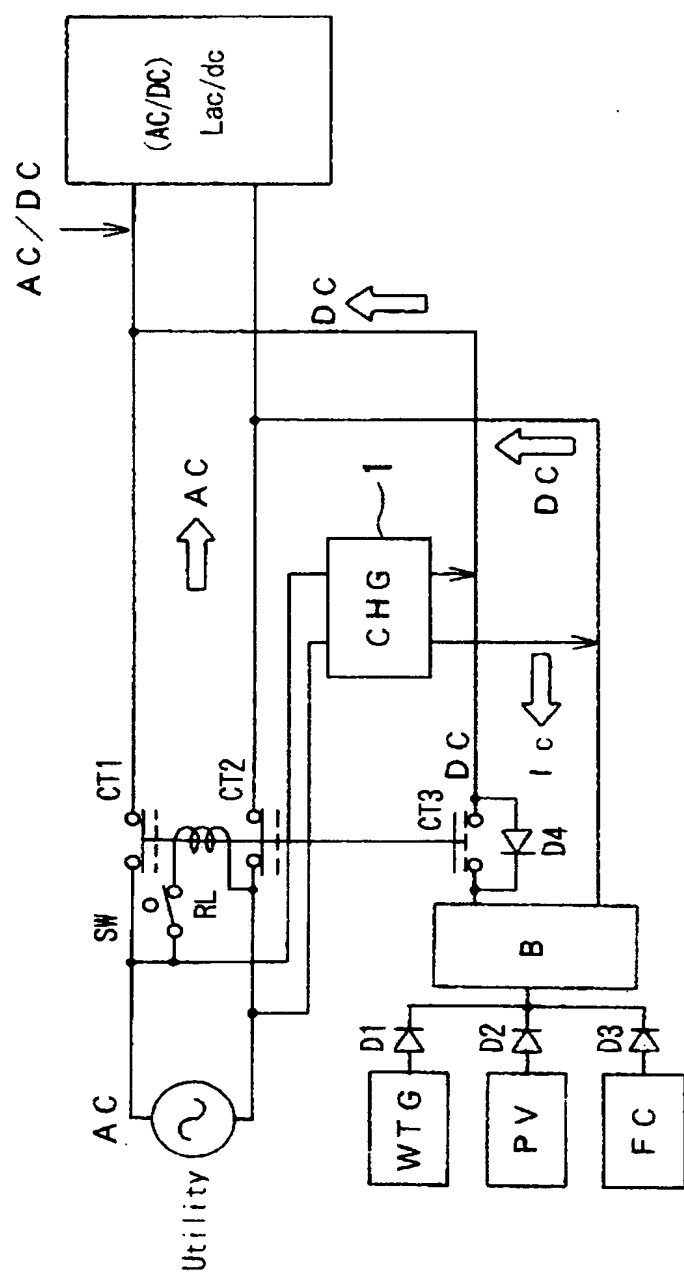 AC/DC
(AC/DC)
Lac/dc
DC
AC
DC
1
CHG
Ic
CT1
CT2
CT3
DC
D4
SW
RL
B
AC
Utility
D1
D2
D3
WTG
PV
FC